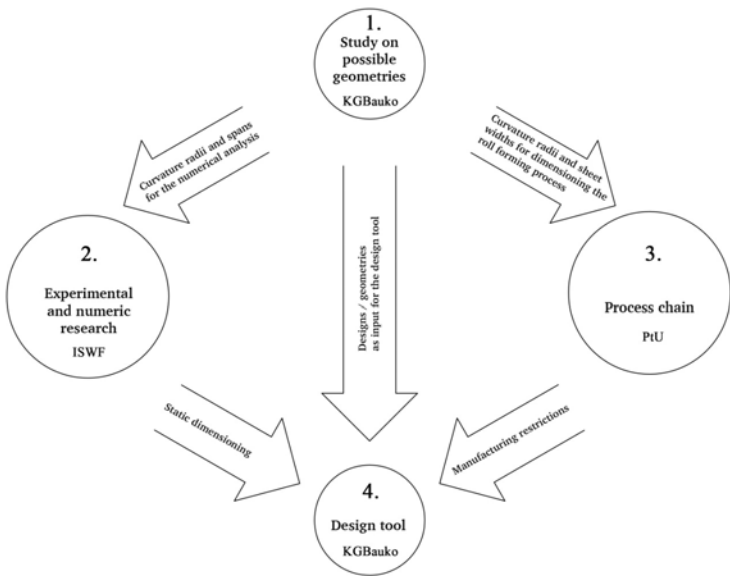 1.
Study on
possible
geometries
KGBauko
Curvature radii and spans
for the numerical analysis
Curvature radii and sheet
widths for dimensioning the
roll forming process
2.
Experimental
and numeric
research
ISWF
Designs / geometries
as input for the design tool
3.
Process chain
PtU
Static dimensioning
Manufacturing restrictions
4.
Design tool
KGBauko